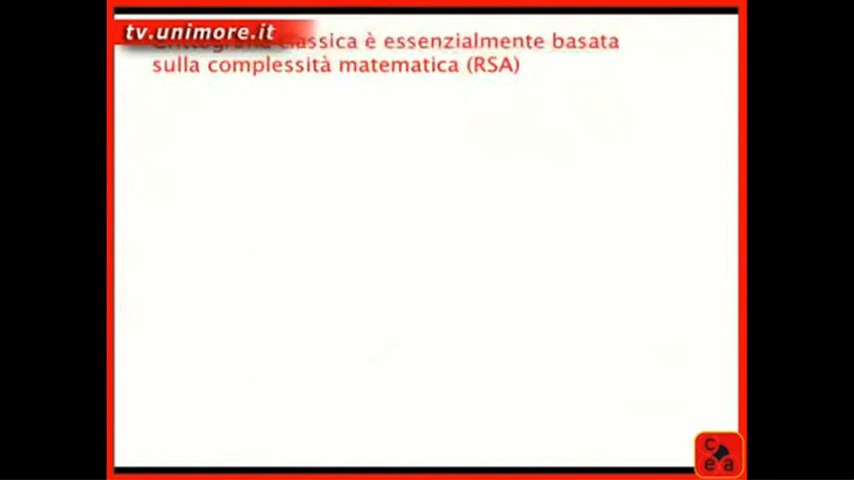 tv.unimore.it
classica è essenzialmente basata
sulla complessità matematica (RSA)
c
e a